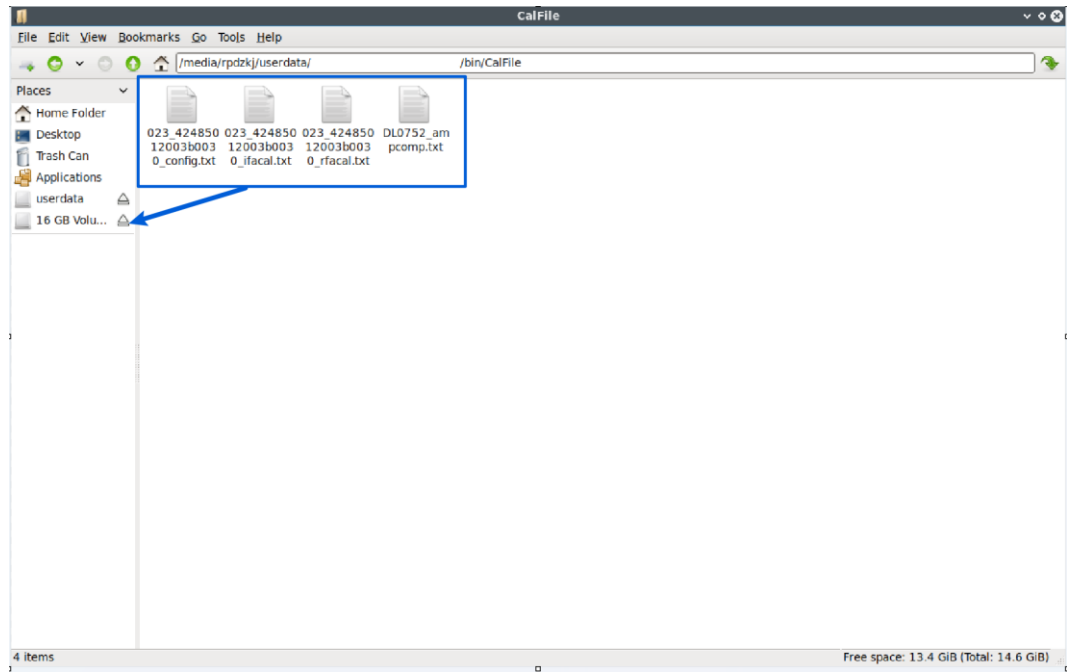 CalFile
File Edit View Bookmarks Go Tools Help
/media/rpdzkj/userdata/ /bin/CalFile
Places
Home Folder
Desktop
Trash Can
Applications
userdata
16 GB Volu...
023_424850 023_424850 023_424850 DL0752_am
12003b003 12003b003 12003b003 pcomp.txt
0_config.txt 0_ifacal.txt 0_rfacal.txt
4 items Free space: 13.4 GiB (Total: 14.6 GiB)